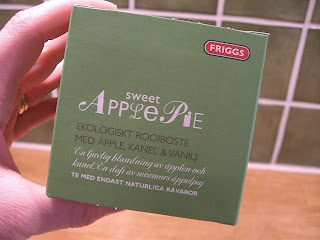 FRIGGS
sweet
APPLE PIE
EKOLOGISKT ROOIBOSTE
MED ÄPPLE, KANEL & VANILJ
En ljuvlig blandning av äpplen och
kanel. En doft av mormors äppelpaj
TE MED ENDAST NATURLIGA RÅVAROR